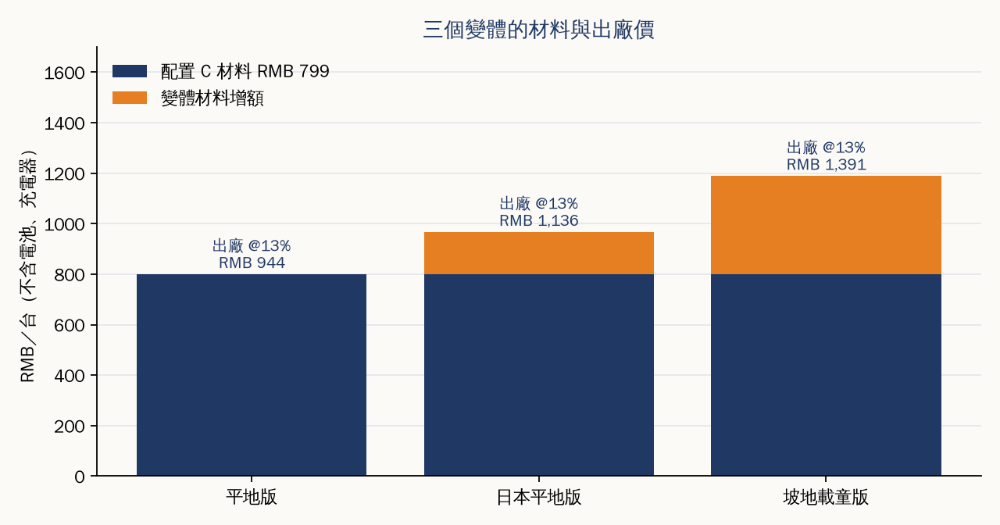 三個變體的材料與出廠價
配置 C 材料 RMB 799
變體材料增額
RMB／台（不含電池、充電器）
1600
1400
1200
1000
800
600
400
200
0
出廠 @13%
RMB 944
出廠 @13%
RMB 1,136
出廠 @13%
RMB 1,391
平地版
日本平地版
坡地載童版